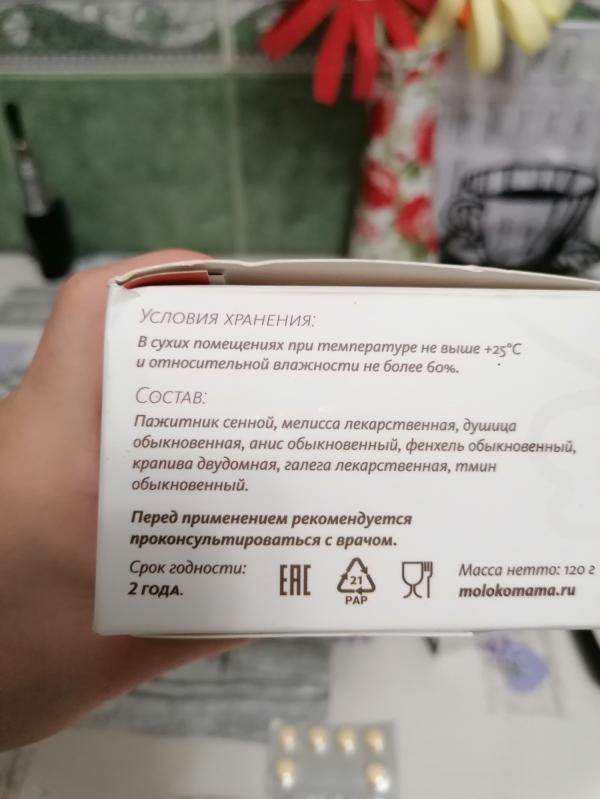 Условия хранения:
В сухих помещениях при температуре не выше +25°C
и относительной влажности не более 60%.
Состав:
Пажитник сенной, мелисса лекарственная, душица
обыкновенная, анис обыкновенный, фенхель обыкновенный,
крапива двудомная, галега лекарственная, тмин
обыкновенный.
Перед применением рекомендуется
проконсультироваться с врачом.
Срок годности:
2 ГОДА.
EAC
21
PAP
Масса нетто: 120 г
molokomama.ru